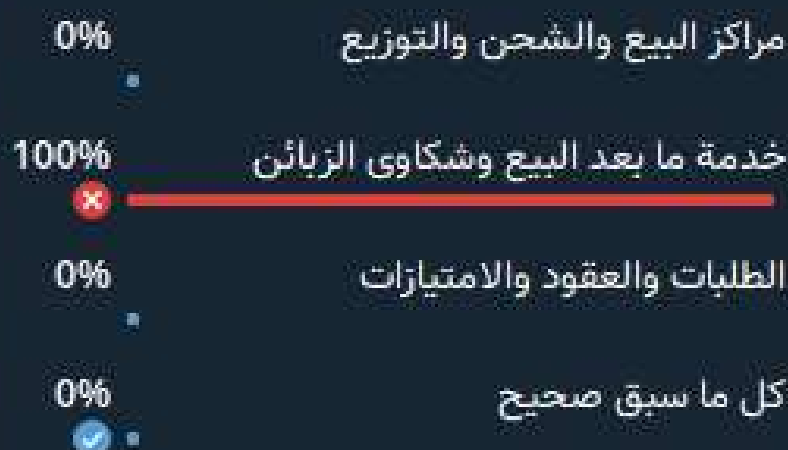 مراكز البيع والشحن والتوزيع 0%
خدمة ما بعد البيع وشكاوى الزبائن 100%
الطلبات والعقود والامتيازات 0%
كل ما سبق صحيح 0%